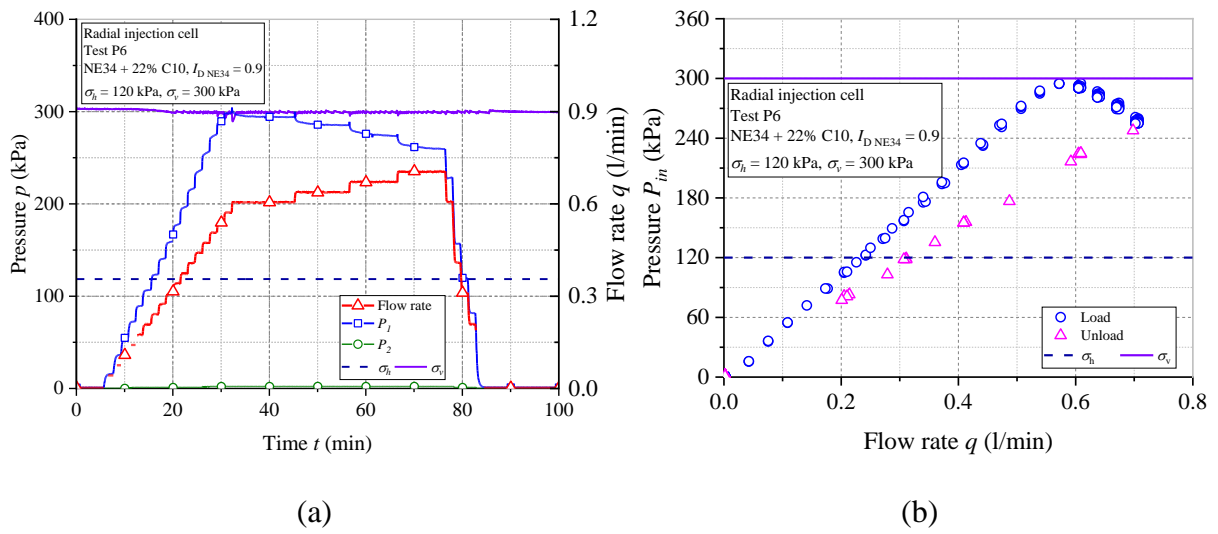 400
300
200
100
0
Pressure p (kPa)
0
20
40
60
80
100
Time t (min)
1.2
0.9
0.6
0.3
0.0
Flow rate q (l/min)
Radial injection cell
Test P6
NE34 + 22% C10, I_D NE34 = 0.9
σ_h = 120 kPa, σ_v = 300 kPa
Flow rate
P_1
P_2
σ_h σ_v
(a)
360
300
240
180
120
60
0
Pressure P_in (kPa)
0.0
0.2
0.4
0.6
0.8
Flow rate q (l/min)
Radial injection cell
Test P6
NE34 + 22% C10, I_D NE34 = 0.9
σ_h = 120 kPa, σ_v = 300 kPa
Load
Unload
σ_h σ_v
(b)